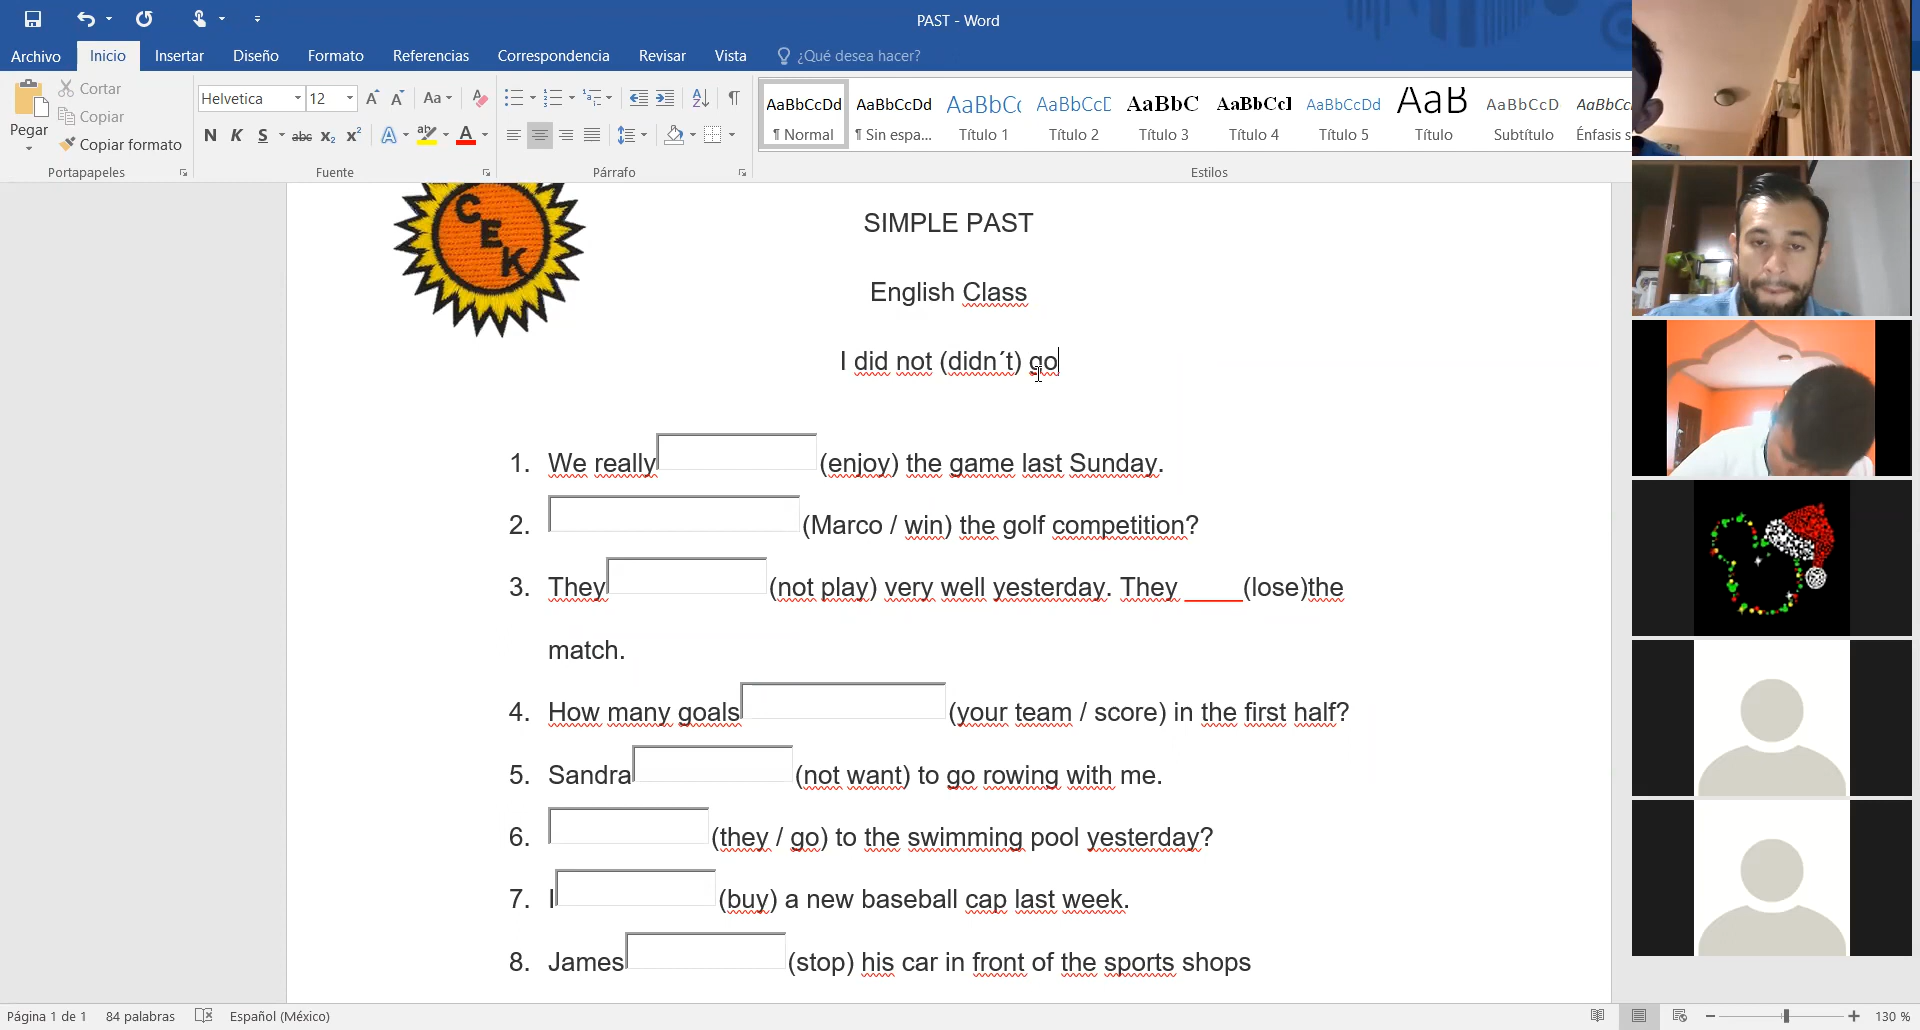 PAST - Word
Archivo Inicio Insertar Diseño Formato Referencias Correspondencia Revisar Vista ¿Qué desea hacer?
Pegar
Cortar
Copiar
Copiar formato
Portapapeles
Helvetica 12 Aa
N K S abc x₂ x² A ab A
Fuente
Párrafo
AaBbCcDd AaBbCcDd AaBbC AaBbCcD AaBbC AaBbCcI AaBbCcDd AaB AaBbCcD AaBbCc
¶ Normal ¶ Sin espa... Título 1 Título 2 Título 3 Título 4 Título 5 Título Subtítulo Énfasis s
Estilos
CEK
SIMPLE PAST
English Class
I did not (didn´t) go
1. We really (enjoy) the game last Sunday.
2. (Marco / win) the golf competition?
3. They (not play) very well yesterday. They ____(lose)the
match.
4. How many goals (your team / score) in the first half?
5. Sandra (not want) to go rowing with me.
6. (they / go) to the swimming pool yesterday?
7. I (buy) a new baseball cap last week.
8. James (stop) his car in front of the sports shops
Página 1 de 1 84 palabras Español (México) 130 %